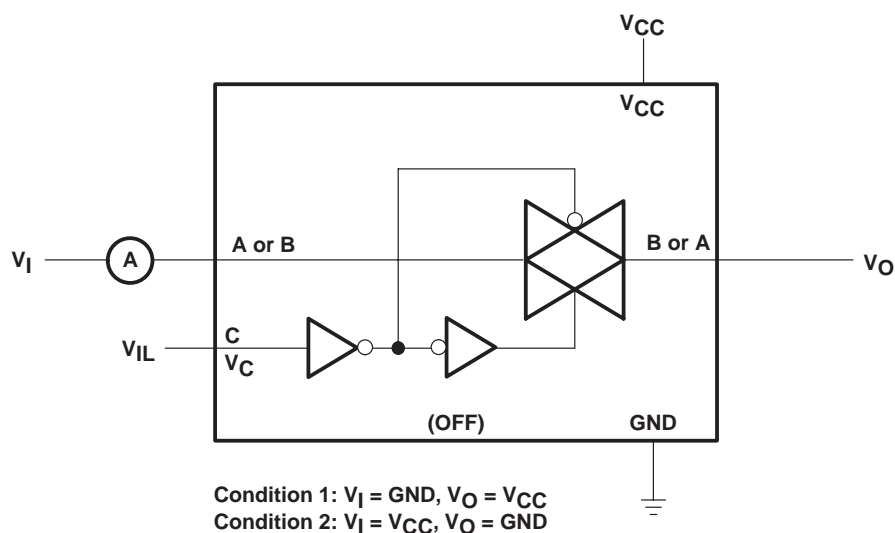 VCC
VCC
VI
A
A or B
B or A
VO
VIL
C
VC
(OFF)
GND
Condition 1: VI = GND, VO = VCC
Condition 2: VI = VCC, VO = GND